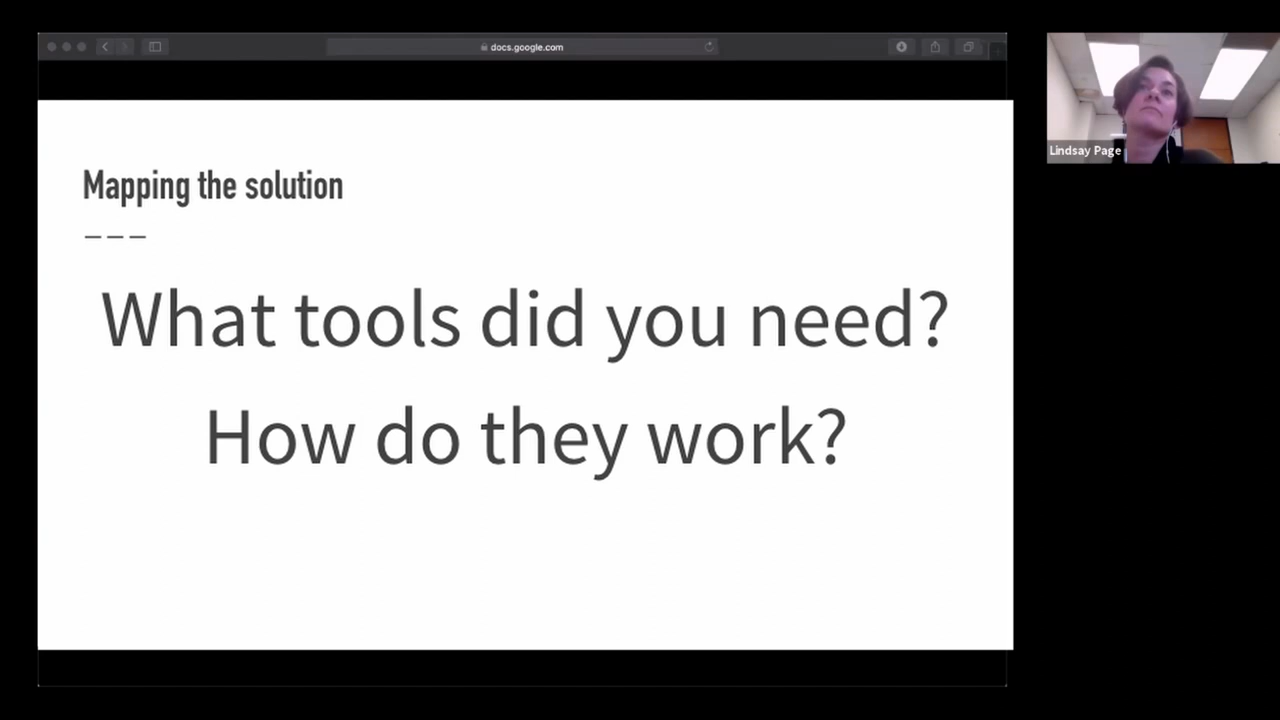 docs.google.com
Mapping the solution
What tools did you need?
How do they work?
Lindsay Page